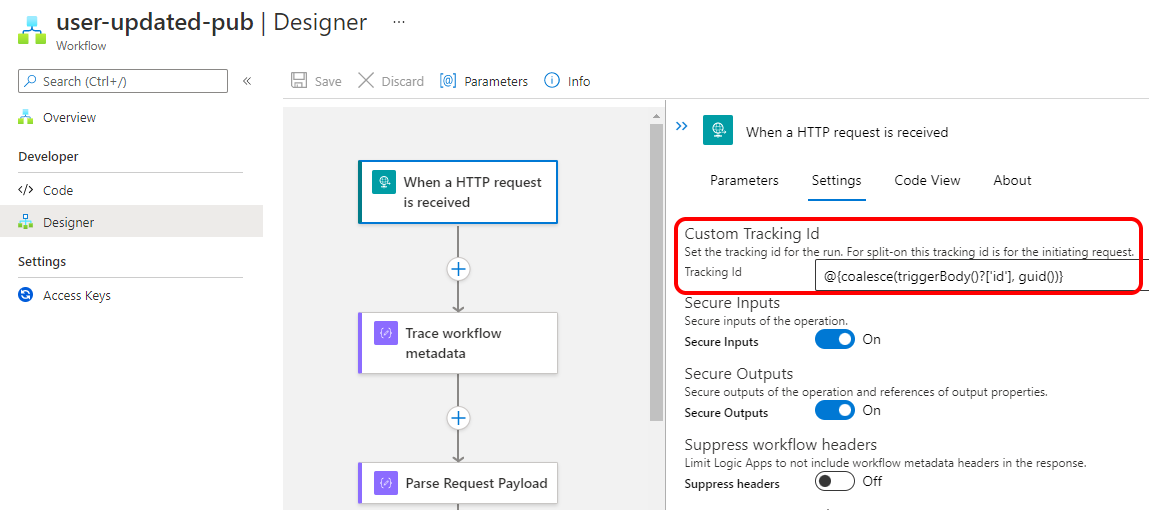 user-updated-pub | Designer ...
Workflow
Search (Ctrl+/)
«
Overview
Developer
</> Code
Designer
Settings
Access Keys
Save Discard [@] Parameters Info
When a HTTP request
is received
Trace workflow
metadata
Parse Request Payload
» When a HTTP request is received
Parameters Settings Code View About
Custom Tracking Id
Set the tracking id for the run. For split-on this tracking id is for the initiating request.
Tracking Id @{coalesce(triggerBody()?['id'], guid())}
Secure Inputs
Secure inputs of the operation.
Secure Inputs On
Secure Outputs
Secure outputs of the operation and references of output properties.
Secure Outputs On
Suppress workflow headers
Limit Logic Apps to not include workflow metadata headers in the response.
Suppress headers Off